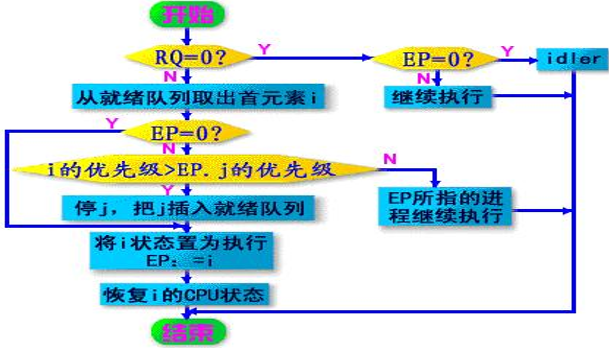 开始
RQ=0?
Y
EP=0?
Y
idler
N
N
从就绪队列取出首元素i
继续执行
Y
EP=0?
N
i的优先级>EP.j的优先级
N
Y
停j，把j插入就绪队列
EP所指的进
程继续执行
将i状态置为执行
EP：=i
恢复i的CPU状态
结束